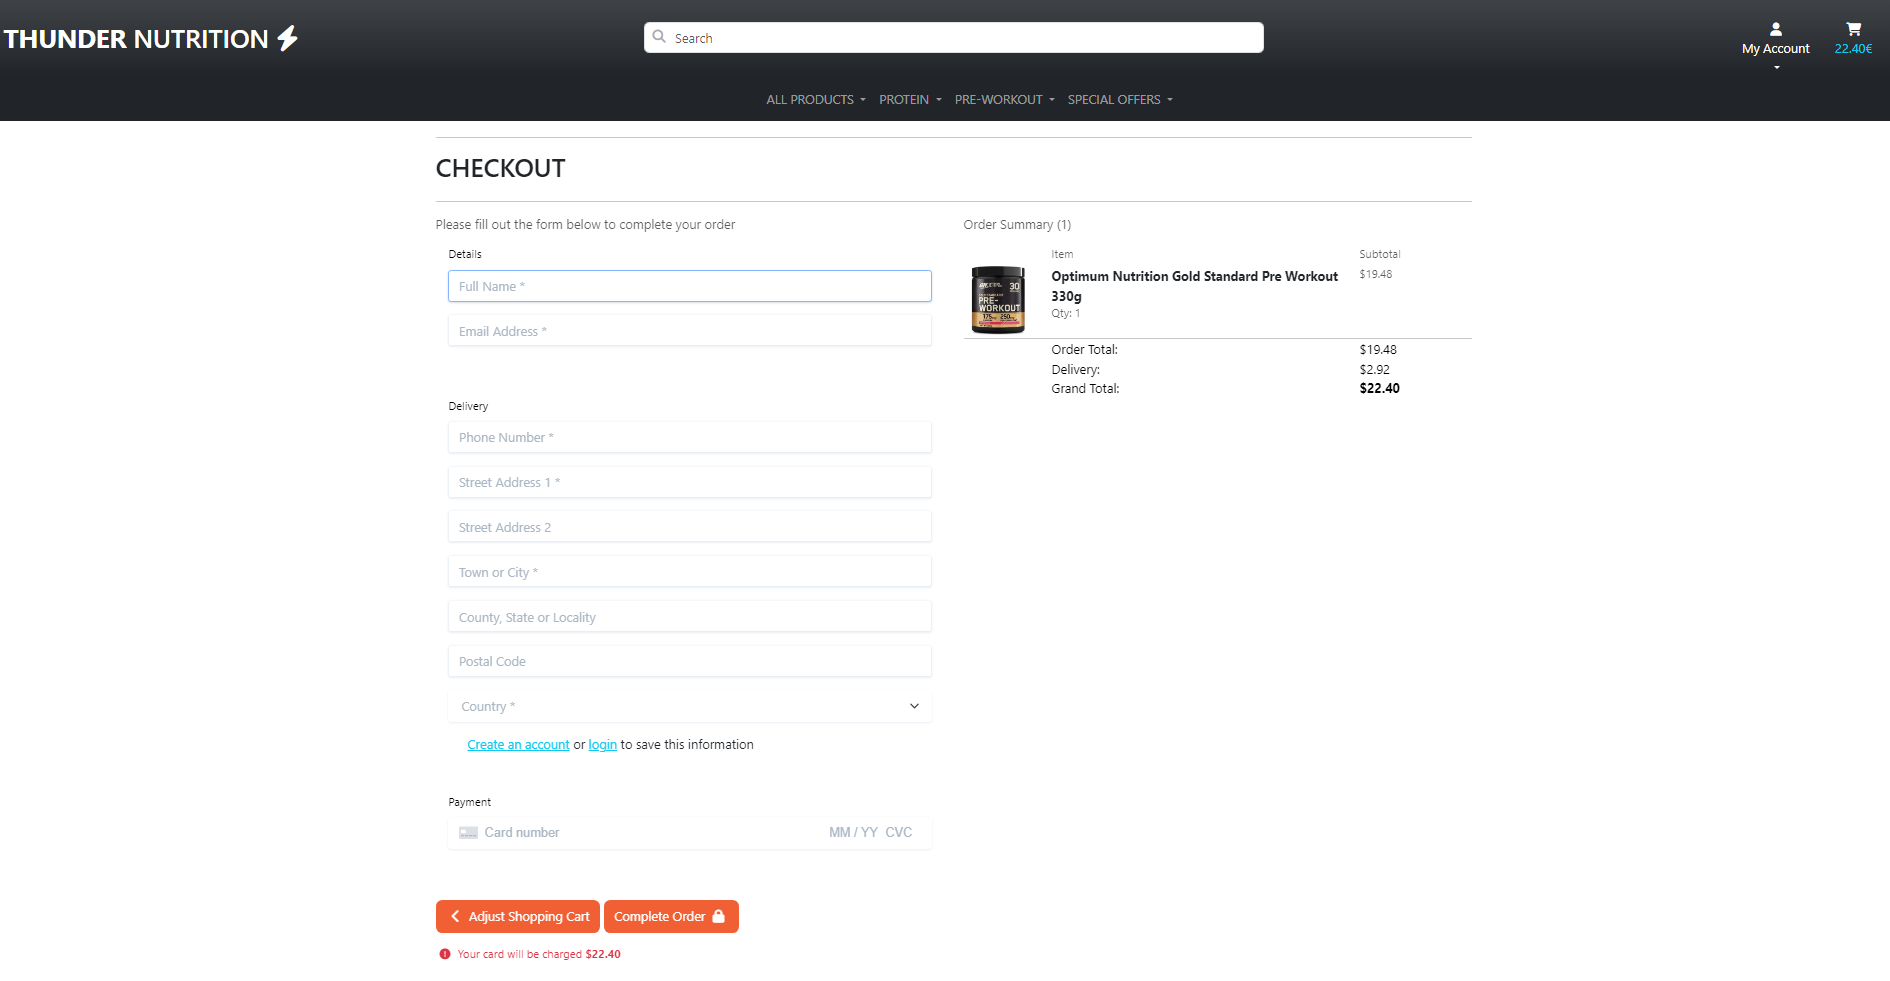 THUNDER NUTRITION
Search
My Account
22.40€
ALL PRODUCTS
PROTEIN
PRE-WORKOUT
SPECIAL OFFERS
CHECKOUT
Please fill out the form below to complete your order
Details
Full Name *
Email Address *
Delivery
Phone Number *
Street Address 1 *
Street Address 2
Town or City *
County, State or Locality
Postal Code
Country *
Create an account or login to save this information
Payment
Card number MM / YY CVC
Adjust Shopping Cart
Complete Order
Your card will be charged $22.40
Order Summary (1)
Item Subtotal
Optimum Nutrition Gold Standard Pre Workout $19.48
330g
Qty: 1
30
PRE-
WORKOUT
Order Total: $19.48
Delivery: $2.92
Grand Total: $22.40